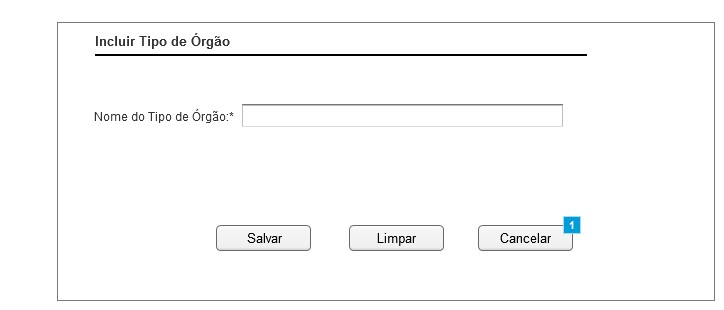 Incluir Tipo de Órgão
Nome do Tipo de Órgão:*
Salvar Limpar Cancelar 1